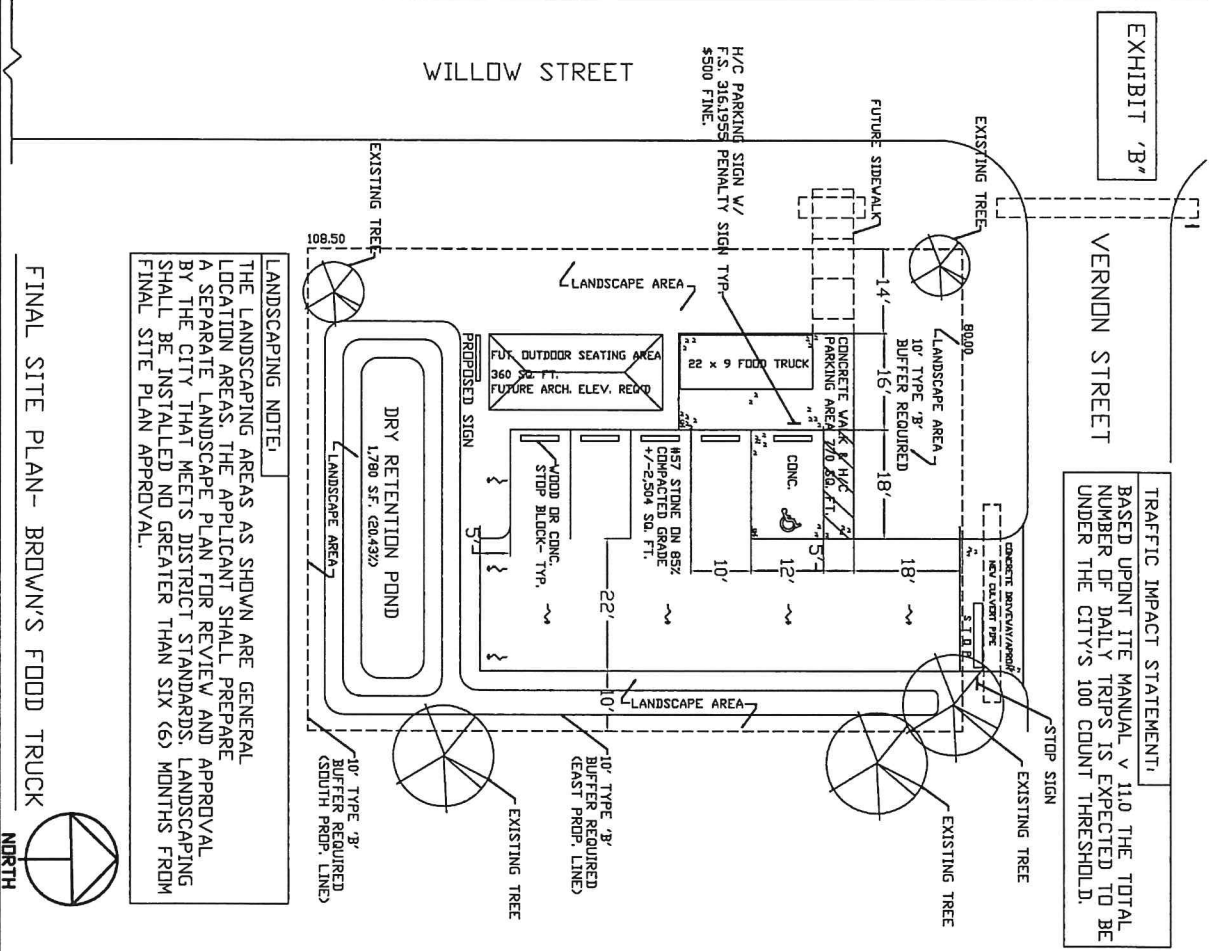 EXHIBIT 'B"
VERNON STREET
WILLOW STREET
TRAFFIC IMPACT STATEMENT:
BASED UPONT ITE MANUAL v 11.0 THE TOTAL
NUMBER OF DAILY TRIPS IS EXPECTED TO BE
UNDER THE CITY'S 100 COUNT THRESHOLD.
EXISTING TREE
FUTURE SIDEWALK
H/C PARKING SIGN W/
F.S. 316.1955 PENALTY SIGN TYP.
$500 FINE.
EXISTING TREE
80.00
108.50
LANDSCAPE AREA
10' TYPE 'B'
BUFFER REQUIRED
14'
16'
18'
CONCRETE DRIVEWAY/APRON
NEW CULVERT PIPE
STOP
STOP SIGN
EXISTING TREE
EXISTING TREE
18'
CONCRETE WALK & H/C
PARKING AREA 770 SQ. FT.
5'
22 x 9 FOOD TRUCK
LANDSCAPE AREA
CONC.
12'
10'
#57 STONE ON 85%
COMPACTED GRADE
+/-2,504 SQ. FT.
FUT. OUTDOOR SEATING AREA
360 SQ. FT.
FUTURE ARCH. ELEV. REQ'D
WOOD OR CONC.
STOP BLOCK- TYP.
22'
10'
5'
PROPOSED SIGN
LANDSCAPE AREA
10' TYPE 'B'
BUFFER REQUIRED
(EAST PROP. LINE)
DRY RETENTION POND
1,780 S.F. (20.43%)
LANDSCAPE AREA
EXISTING TREE
10' TYPE 'B'
BUFFER REQUIRED
(SOUTH PROP. LINE)
LANDSCAPING NOTE:
THE LANDSCAPING AREAS AS SHOWN ARE GENERAL
LOCATION AREAS. THE APPLICANT SHALL PREPARE
A SEPARATE LANDSCAPE PLAN FOR REVIEW AND APPROVAL
BY THE CITY THAT MEETS DISTRICT STANDARDS. LANDSCAPING
SHALL BE INSTALLED NO GREATER THAN SIX (6) MONTHS FROM
FINAL SITE PLAN APPROVAL.
FINAL SITE PLAN- BROWN'S FOOD TRUCK
NORTH